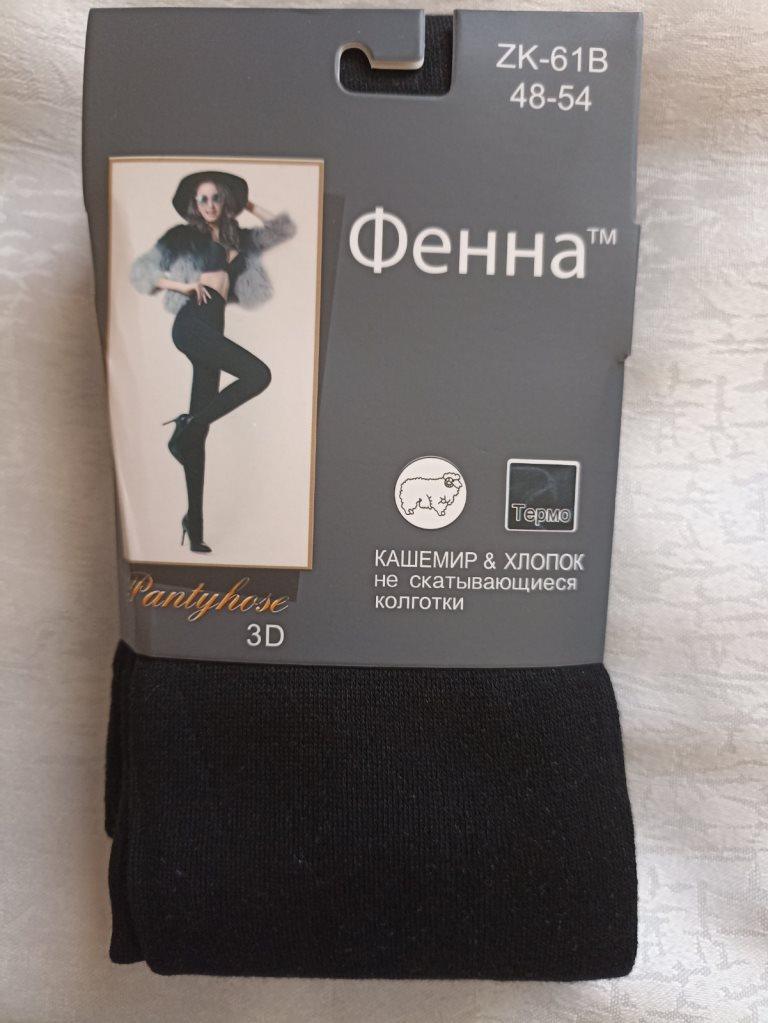 ZK-61B
48-54
Фенна™
Термо
КАШЕМИР & ХЛОПОК
не скатывающиеся
колготки
Pantyhose
3D